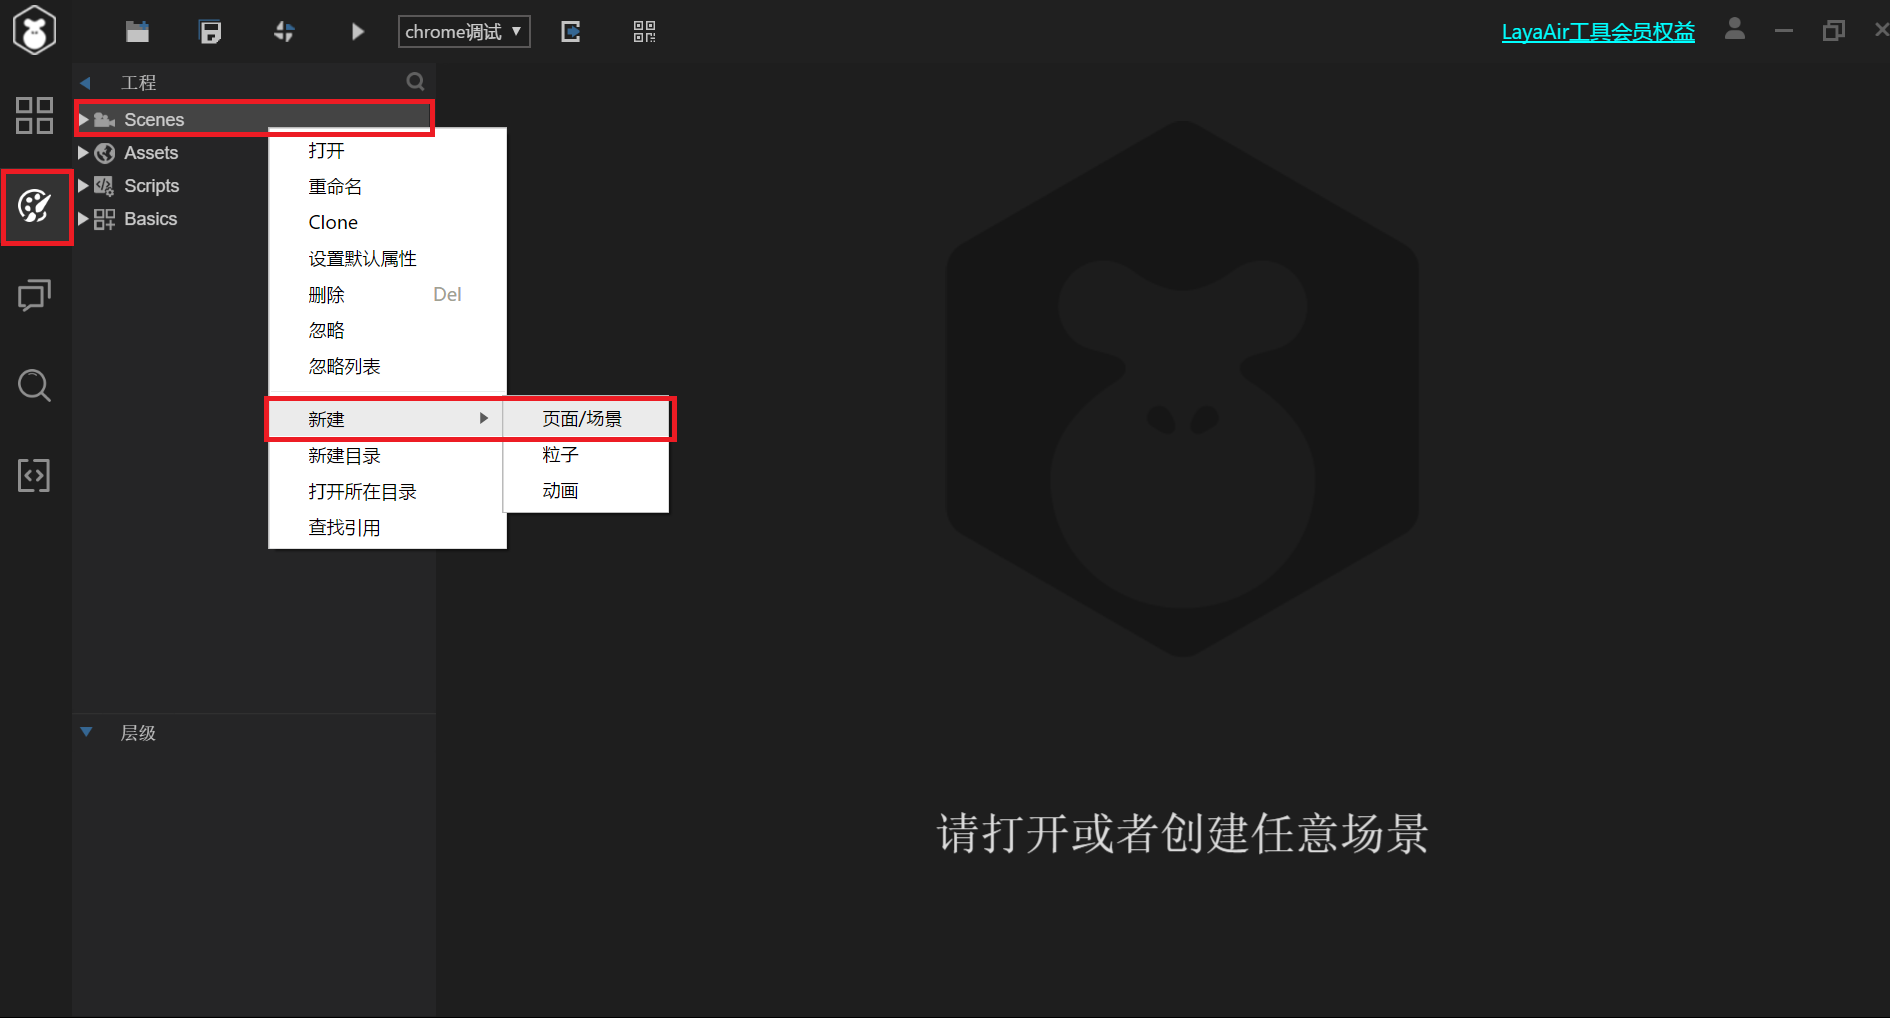 chrome调试
LayaAir工具会员权益
工程
Scenes
Assets
Scripts
Basics
打开
重命名
Clone
设置默认属性
删除 Del
忽略
忽略列表
新建
新建目录
打开所在目录
查找引用
页面/场景
粒子
动画
层级
请打开或者创建任意场景